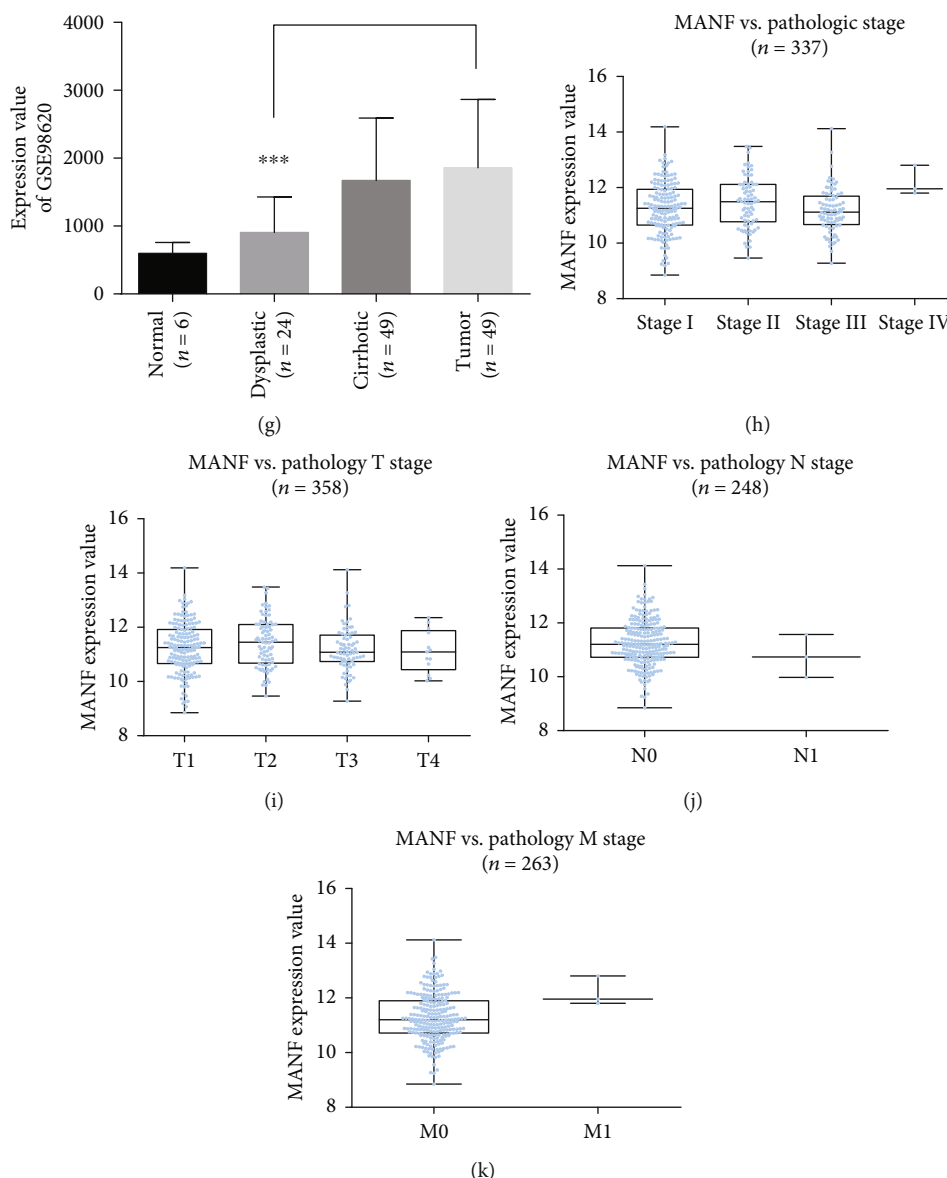 4000
3000
2000
1000
0
Expression value
of GSE98620
***
Normal
(n = 6)
Dysplastic
(n = 24)
Cirrhotic
(n = 49)
Tumor
(n = 49)
(g)
MANF vs. pathologic stage
(n = 337)
16
14
12
10
8
MANF expression value
Stage I
Stage II
Stage III
Stage IV
(h)
MANF vs. pathology T stage
(n = 358)
16
14
12
10
8
MANF expression value
T1
T2
T3
T4
(i)
MANF vs. pathology N stage
(n = 248)
16
14
12
10
8
MANF expression value
N0
N1
(j)
MANF vs. pathology M stage
(n = 263)
16
14
12
10
8
MANF expression value
M0
M1
(k)